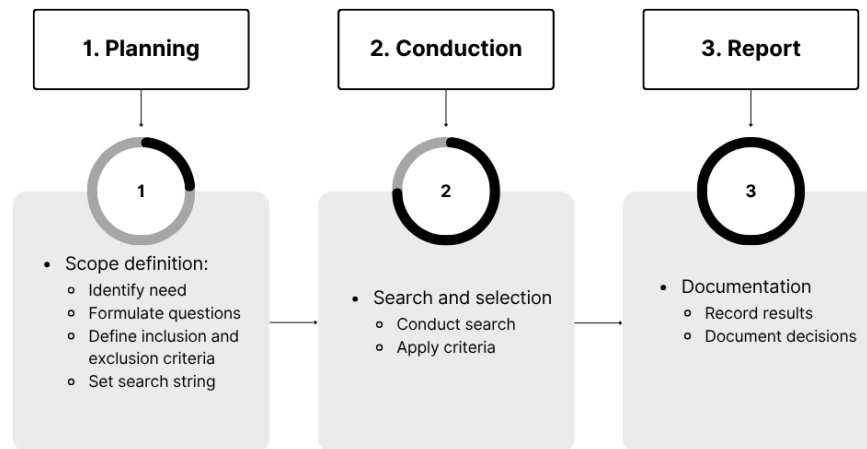 1. Planning
2. Conduction
3. Report
1
2
3
Scope definition:
Identify need
Formulate questions
Define inclusion and
exclusion criteria
Set search string
Search and selection
Conduct search
Apply criteria
Documentation
Record results
Document decisions